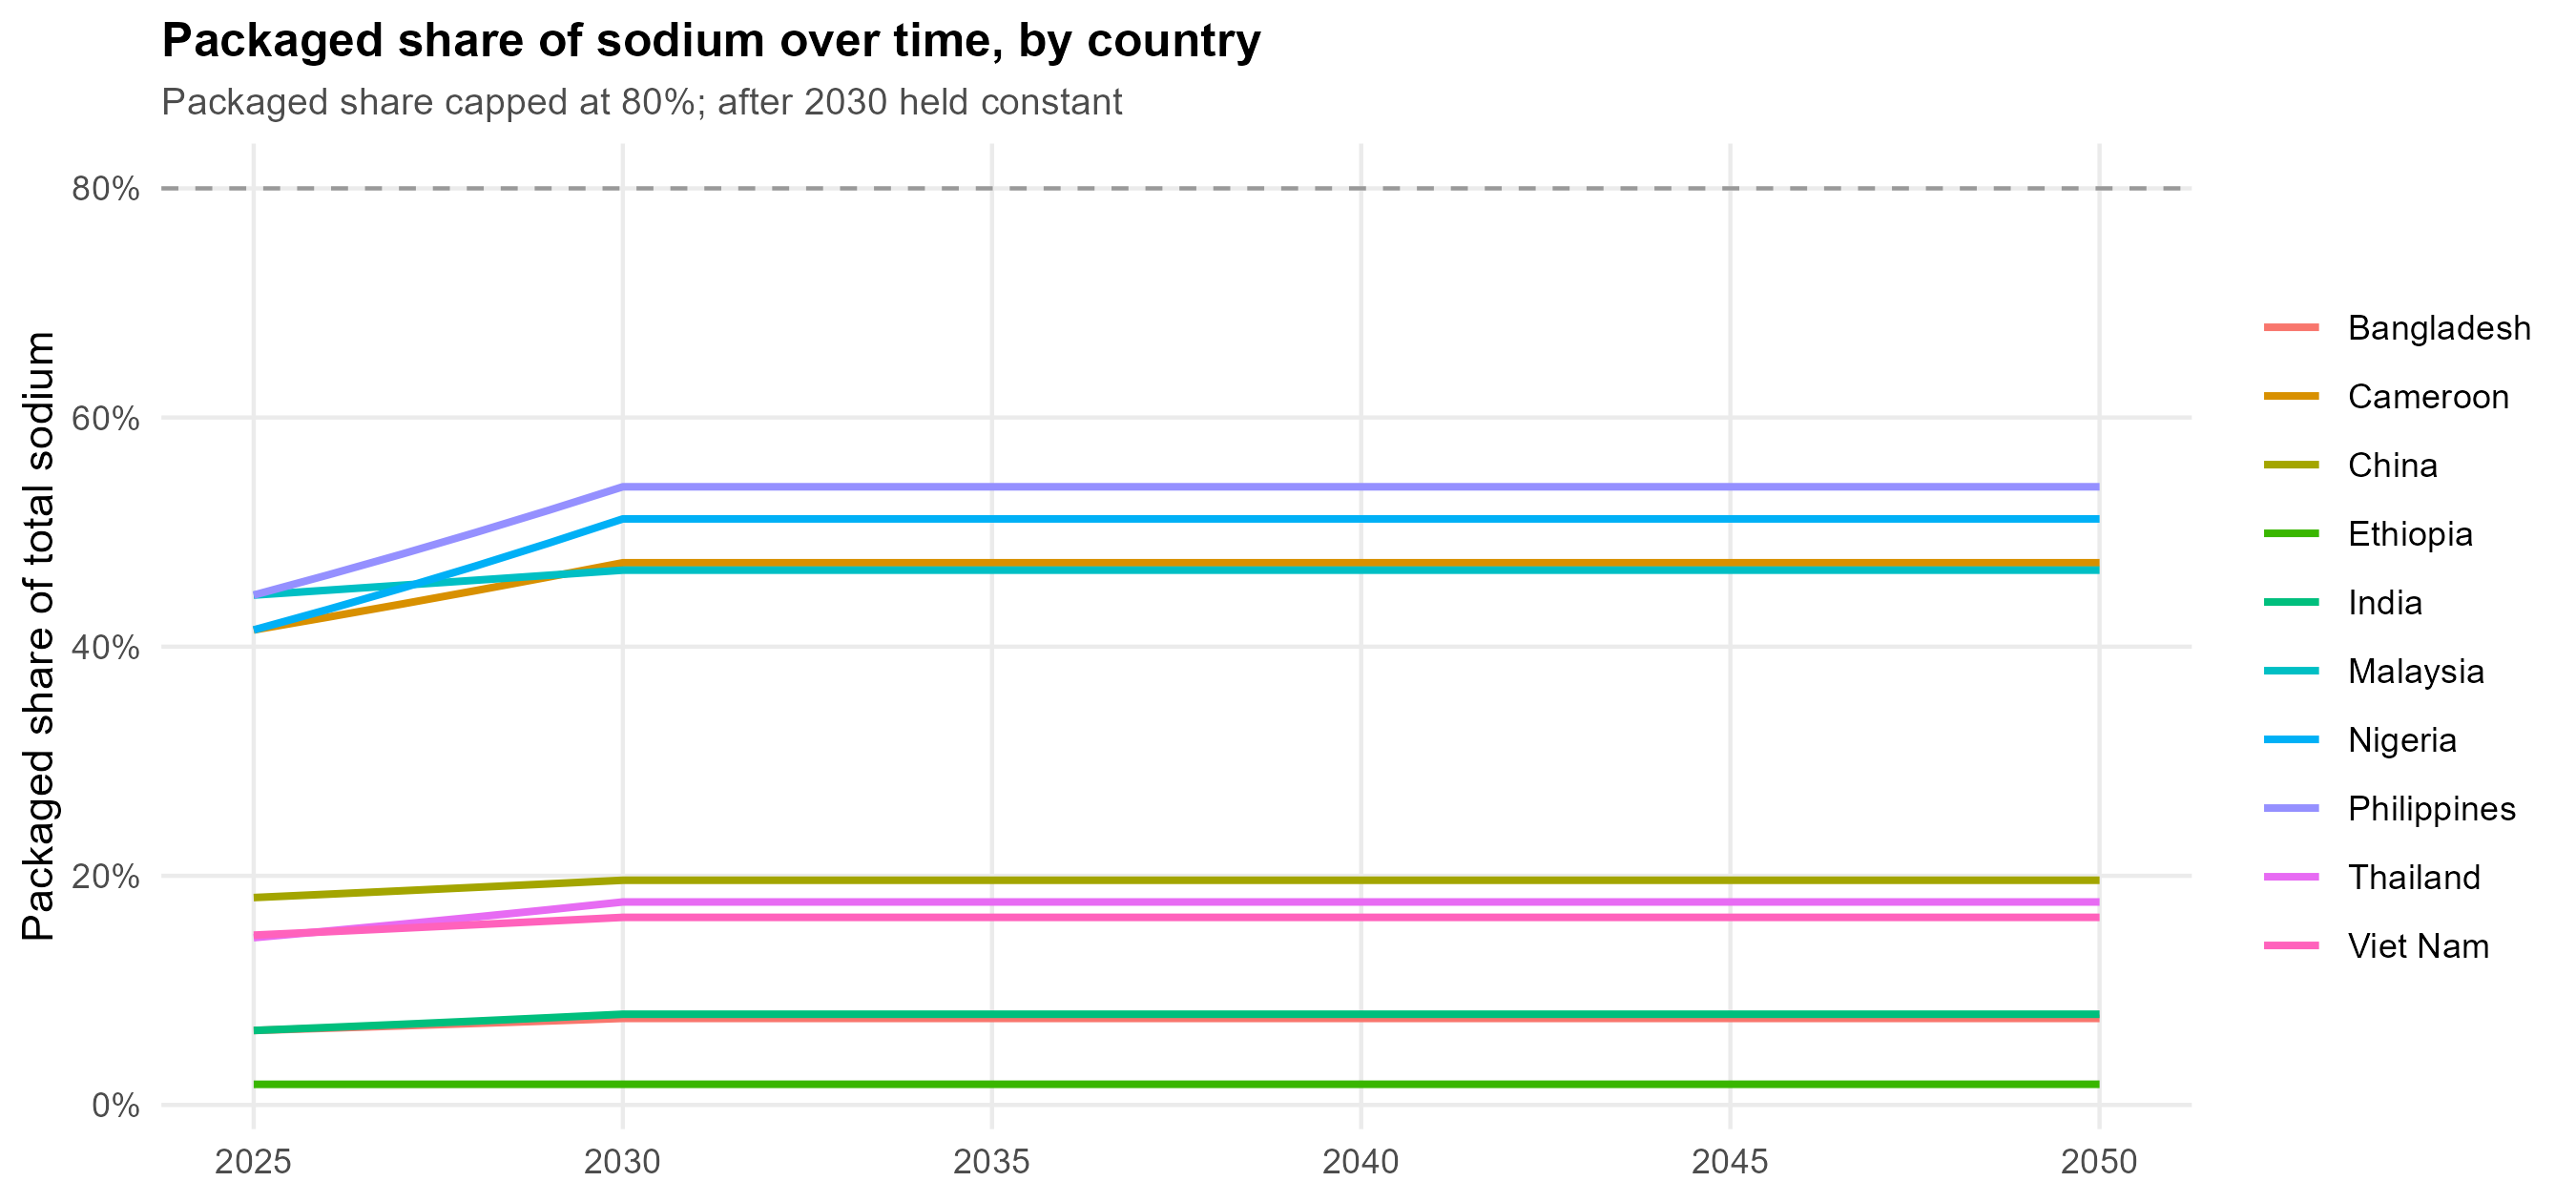 Packaged share of sodium over time, by country
Packaged share capped at 80%; after 2030 held constant
Packaged share of total sodium
80%
60%
40%
20%
0%
2025
2030
2035
2040
2045
2050
Bangladesh
Cameroon
China
Ethiopia
India
Malaysia
Nigeria
Philippines
Thailand
Viet Nam